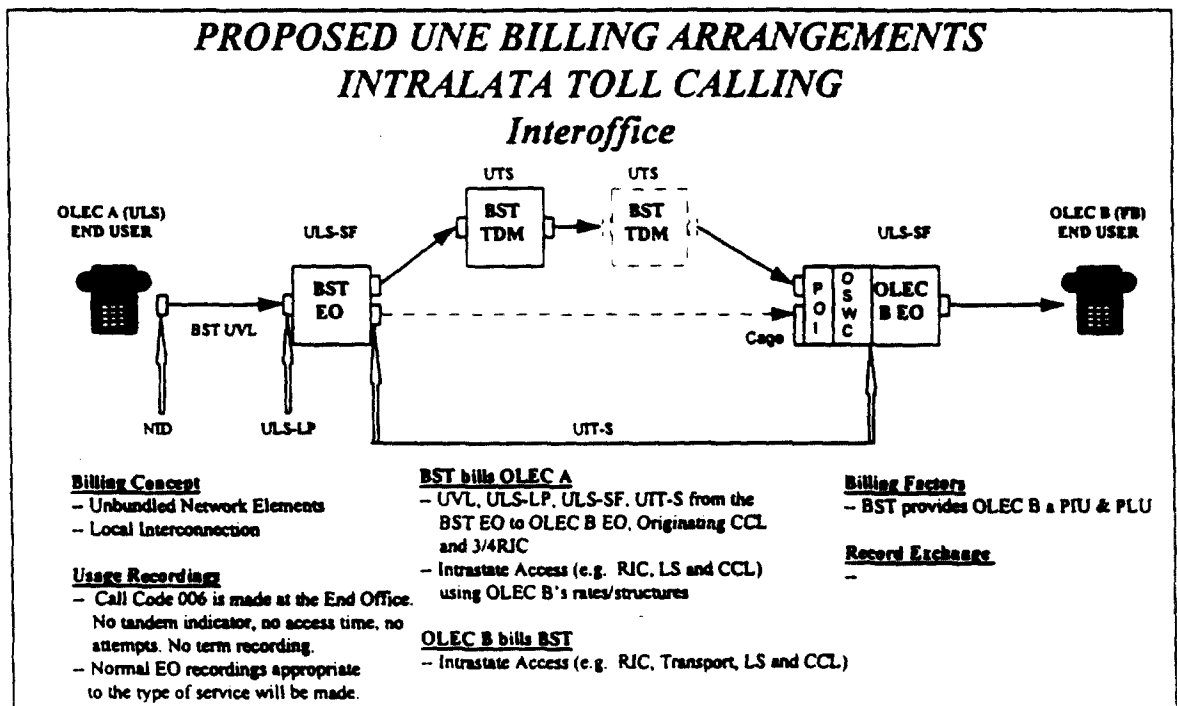 PROPOSED UNE BILLING ARRANGEMENTS
INTRALATA TOLL CALLING
Interoffice
UTS
UTS
OLEC A (ULS)
END USER
ULS-SF
BST
TDM
BST
TDM
ULS-SF
OLEC B (FB)
END USER
BST
EO
POI
OSWC
OLEC
B EO
BST UVL
Cage
NID
ULS-LP
UTT-S
Billing Concept
– Unbundled Network Elements
– Local Interconnection
Usage Recordings
– Call Code 006 is made at the End Office.
No tandem indicator, no access time, no
attempts. No term recording.
– Normal EO recordings appropriate
to the type of service will be made.
BST bills OLEC A
– UVL, ULS-LP, ULS-SF, UTT-S from the
BST EO to OLEC B EO, Originating CCL
and 3/4RIC
– Intrastate Access (e.g. RIC, LS and CCL)
using OLEC B's rates/structures
OLEC B bills BST
– Intrastate Access (e.g. RIC, Transport, LS and CCL)
Billing Factors
– BST provides OLEC B a PIU & PLU
Record Exchange
–